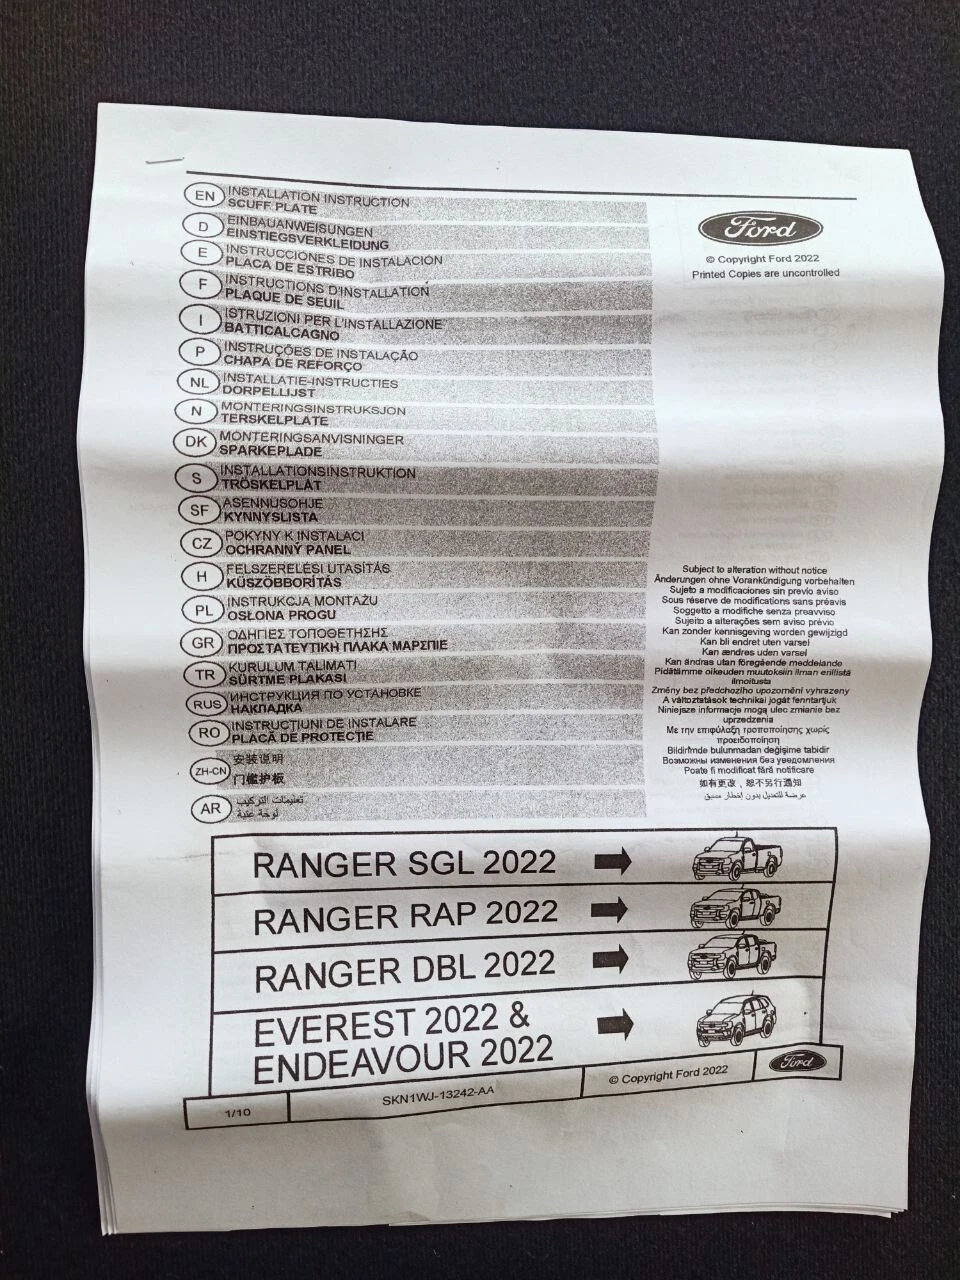 EN INSTALLATION INSTRUCTION
SCUFF PLATE
D EINBAUANWEISUNGEN
EINSTIEGSVERKLEIDUNG
E INSTRUCCIONES DE INSTALACIÓN
PLACA DE ESTRIBO
F INSTRUCTIONS D'INSTALLATION
PLAQUE DE SEUIL
I ISTRUZIONI PER L'INSTALLAZIONE
BATTICALCAGNO
P INSTRUÇÕES DE INSTALAÇÃO
CHAPA DE REFORÇO
NL INSTALLATIE-INSTRUCTIES
DORPELLIJST
N MONTERINGSINSTRUKSJON
TERSKELPLATE
DK MONTERINGSANVISNINGER
SPARKEPLADE
S INSTALLATIONSINSTRUKTION
TRÖSKELPLÅT
SF ASENNUSOHJE
KYNNYSLISTA
CZ POKYNY K INSTALACI
OCHRANNÝ PANEL
H FELSZERELÉSI UTASÍTÁS
KÜSZÖBBORÍTÁS
PL INSTRUKCJA MONTAŻU
OSŁONA PROGU
GR ΟΔΗΓΙΕΣ ΤΟΠΟΘΕΤΗΣΗΣ
ΠΡΟΣΤΑΤΕΥΤΙΚΗ ΠΛΑΚΑ ΜΑΡΣΠΙΕ
TR KURULUM TALIMATI
SÜRTME PLAKASI
RUS ИНСТРУКЦИЯ ПО УСТАНОВКЕ
НАКЛАДКА
RO INSTRUCŢIUNI DE INSTALARE
PLACĂ DE PROTECŢIE
ZH-CN 安装说明
门槛护板
AR تعليمات التركيب
لوحة عتبة
Ford
© Copyright Ford 2022
Printed Copies are uncontrolled
Subject to alteration without notice
Änderungen ohne Vorankündigung vorbehalten
Sujeto a modificaciones sin previo aviso
Sous réserve de modifications sans préavis
Soggetto a modifiche senza preavviso
Sujeito a alterações sem aviso prévio
Kan zonder kennisgeving worden gewijzigd
Kan bli endret uten varsel
Kan ændres uden varsel
Kan ändras utan föregående meddelande
Pidätämme oikeuden muutoksiin ilman erillistä
ilmoitusta
Změny bez předchozího upozornění vyhrazeny
A változtatások technikai jogát fenntartjuk
Niniejsze informacje mogą ulec zmianie bez
uprzedzenia
Με την επιφύλαξη τροποποίησης χωρίς
προειδοποίηση
Bildirimde bulunmadan değişime tabidir
Возможны изменения без уведомления
Poate fi modificat fără notificare
如有更改，恕不另行通知
عرضة للتعديل بدون إخطار مسبق
RANGER SGL 2022
RANGER RAP 2022
RANGER DBL 2022
EVEREST 2022 &
ENDEAVOUR 2022
1/10
SKN1WJ-13242-AA
© Copyright Ford 2022
Ford